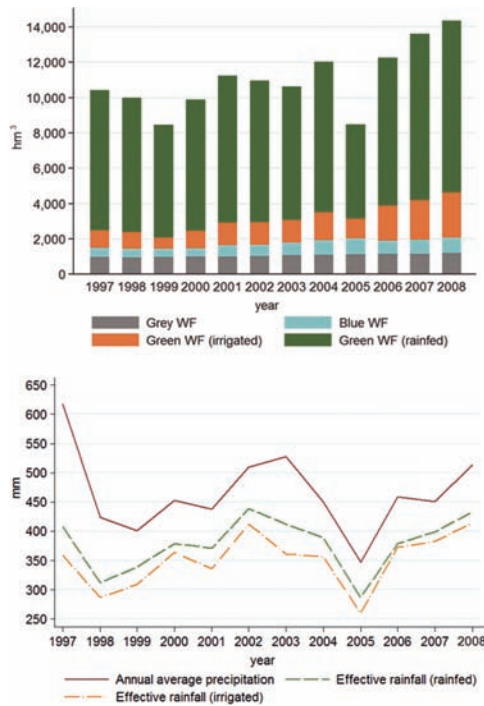 14,000
12,000
10,000
8,000
6,000
4,000
2,000
0
hm³
1997 1998 1999 2000 2001 2002 2003 2004 2005 2006 2007 2008
year
Grey WF Blue WF
Green WF (irrigated) Green WF (rainfed)
650
600
550
500
450
400
350
300
250
mm
1997 1998 1999 2000 2001 2002 2003 2004 2005 2006 2007 2008
year
Annual average precipitation Effective rainfall (rainfed)
Effective rainfall (irrigated)